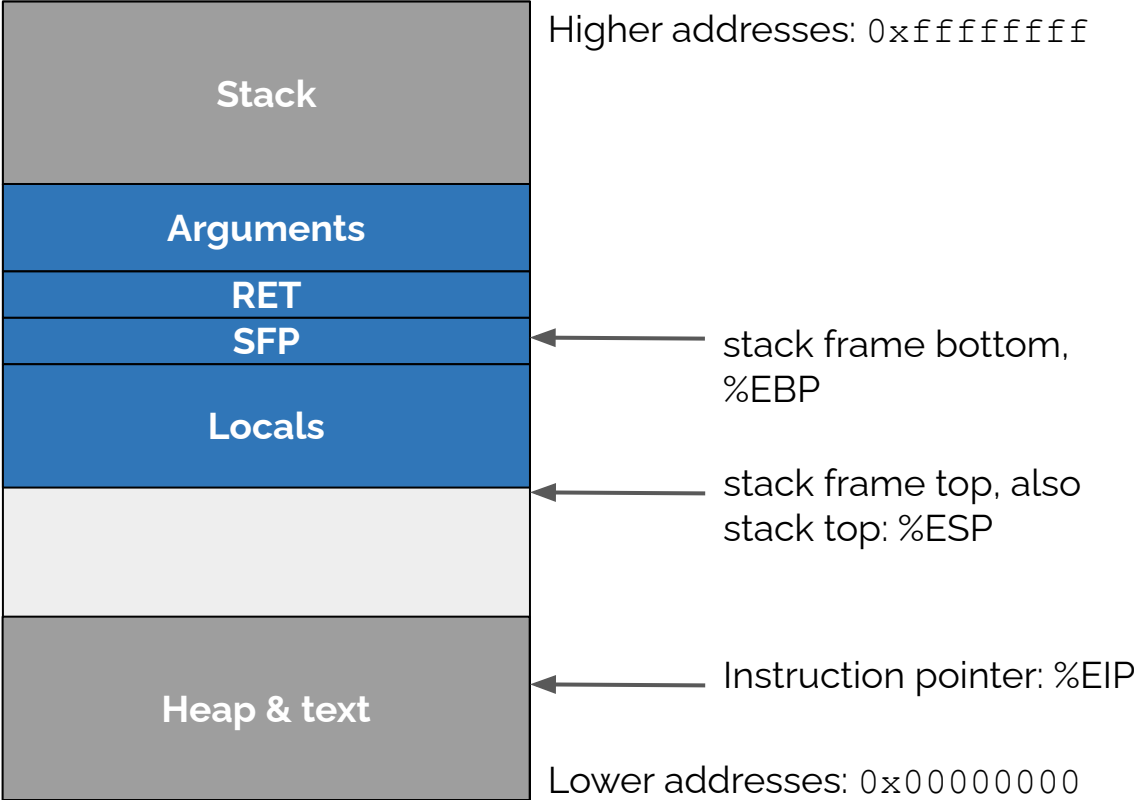 Higher addresses: 0xffffffff
Stack
Arguments
RET
SFP
stack frame bottom,
%EBP
Locals
stack frame top, also
stack top: %ESP
Instruction pointer: %EIP
Heap & text
Lower addresses: 0x00000000